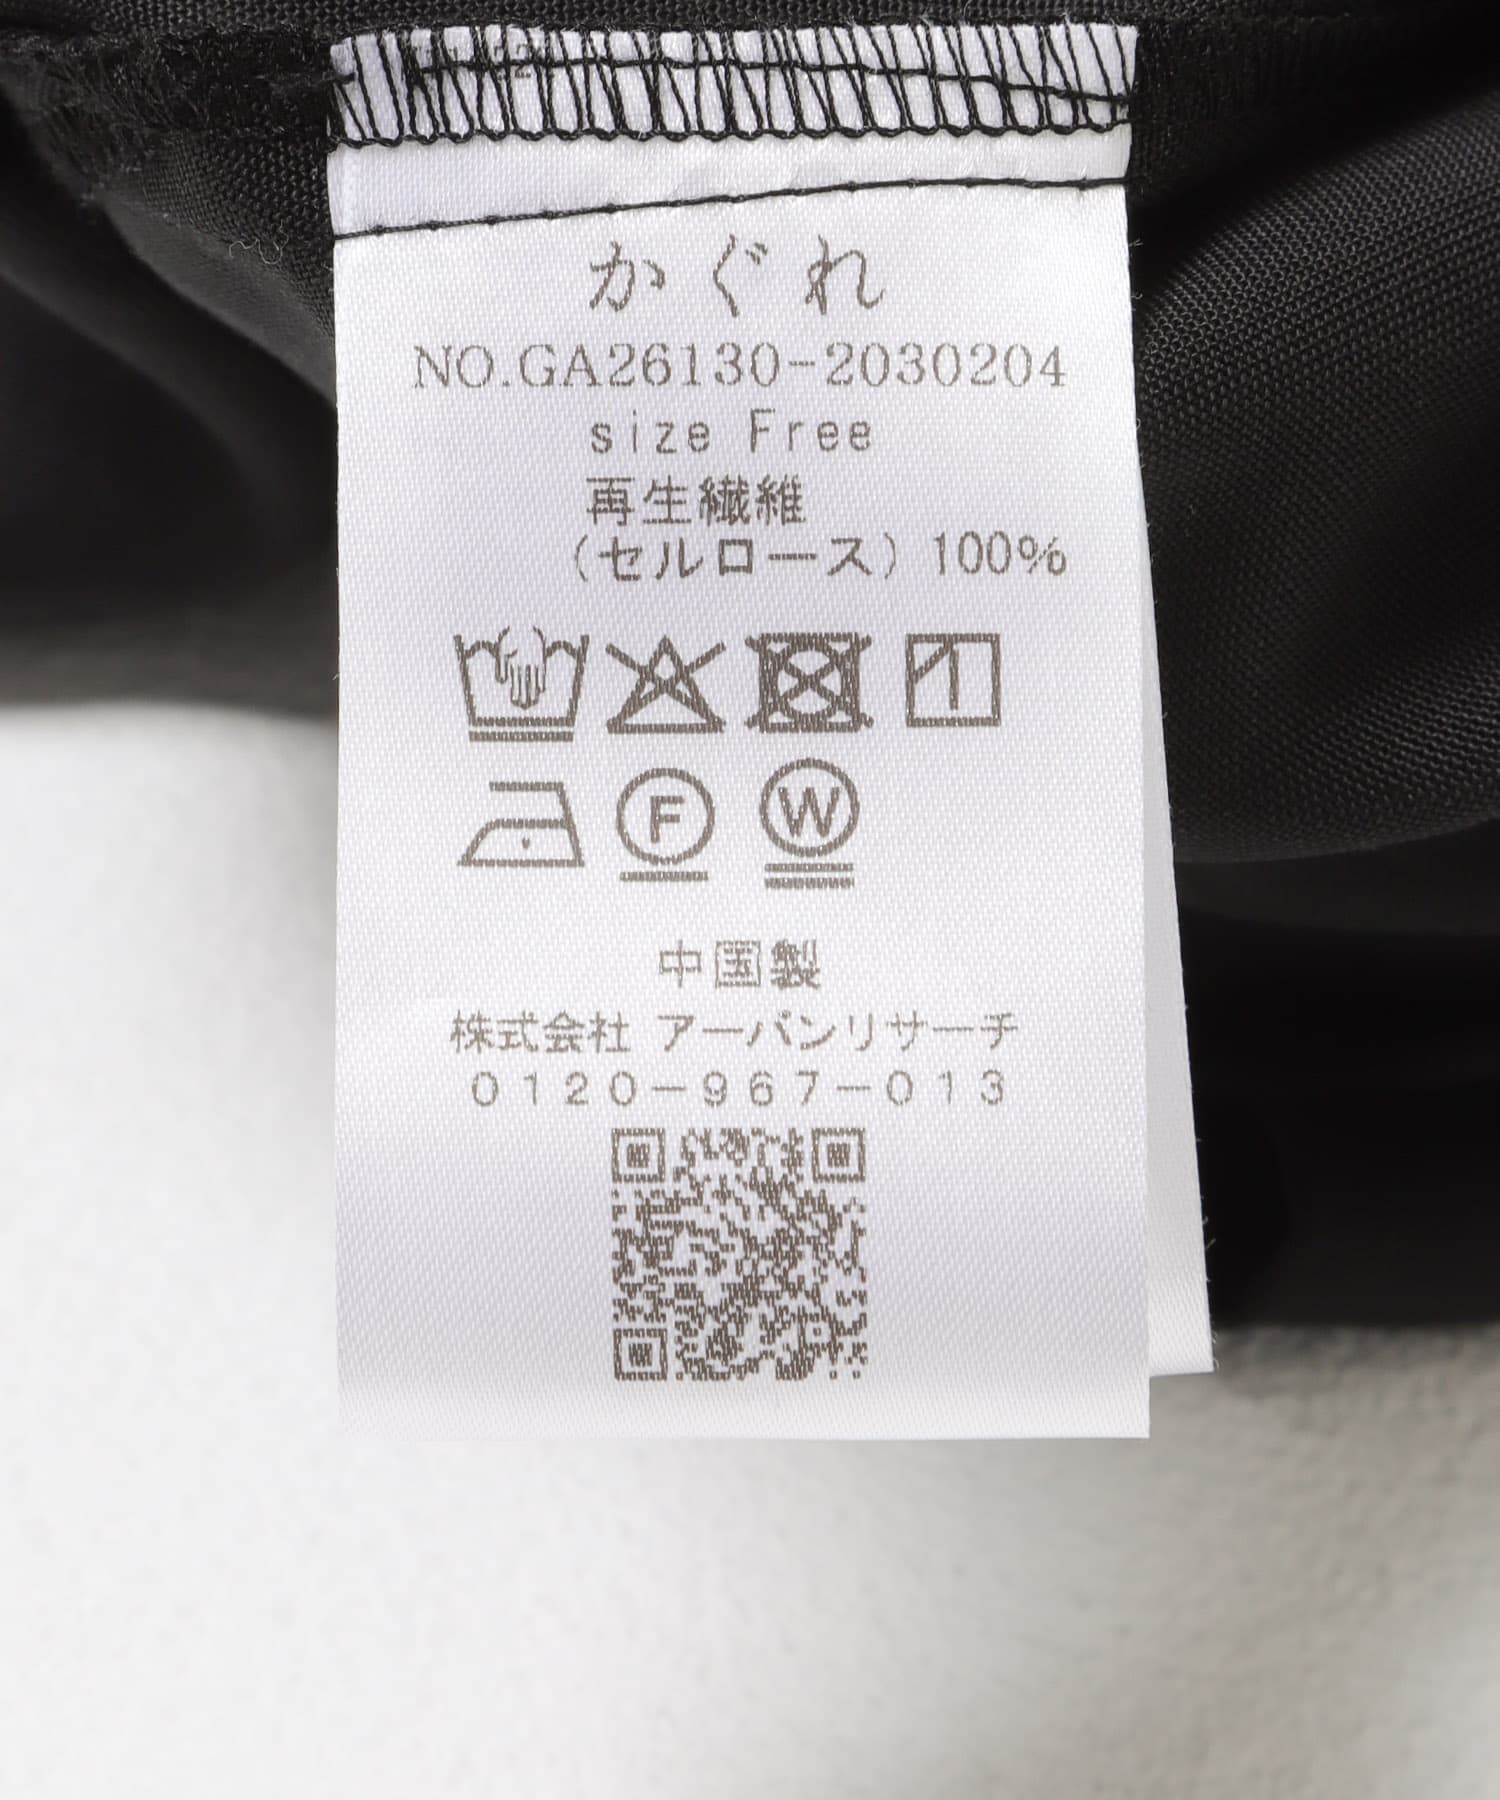 かぐれ
NO.GA26130-2030204
size Free
再生繊維
(セルロース) 100%
F W
中国製
株式会社 アーバンリサーチ
0120-967-013